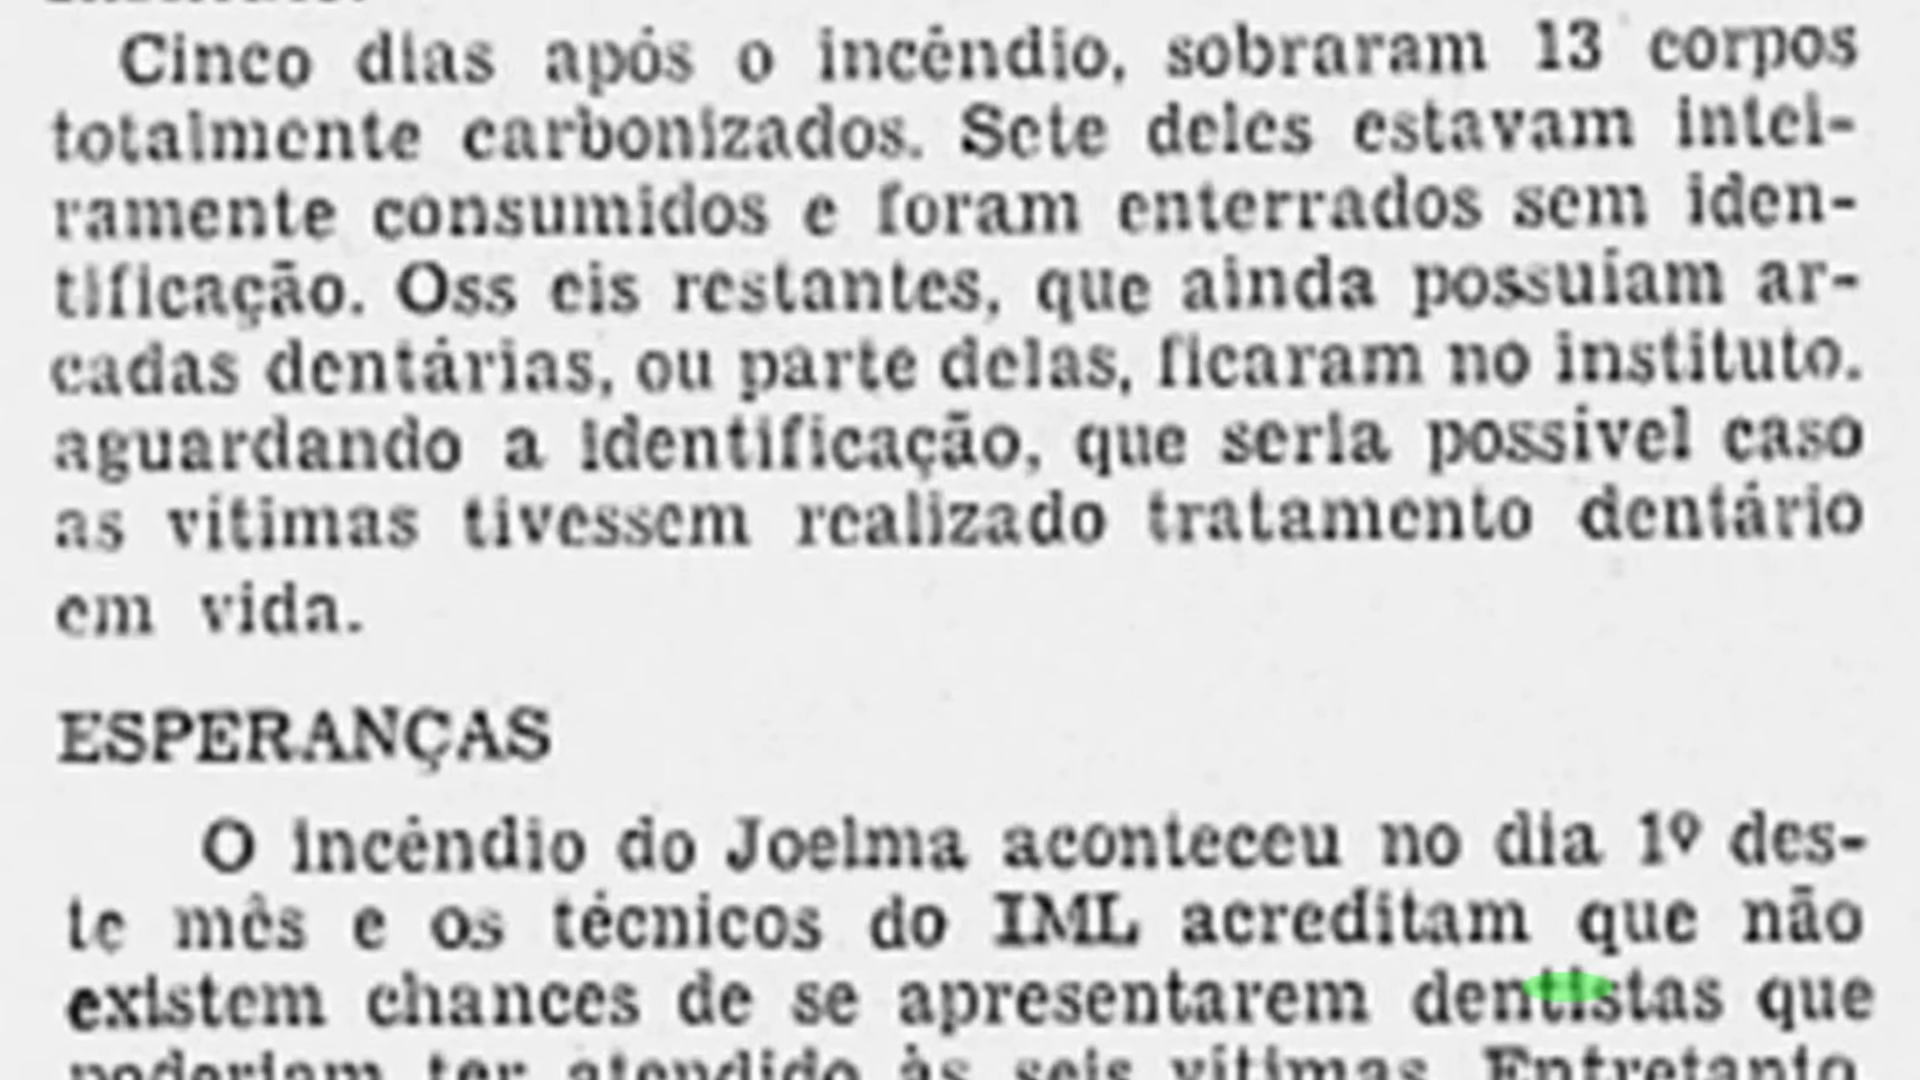 Cinco dias após o incêndio, sobraram 13 corpos
totalmente carbonizados. Sete deles estavam intei-
ramente consumidos e foram enterrados sem iden-
tificação. Oss eis restantes, que ainda possuíam ar-
cadas dentárias, ou parte delas, ficaram no instituto.
aguardando a identificação, que seria possivel caso
as vítimas tivessem realizado tratamento dentário
em vida.
ESPERANÇAS
O incêndio do Joelma aconteceu no dia 1º des-
te mês e os técnicos do IML acreditam que não
existem chances de se apresentarem dentistas que
poderiam ter atendido às seis vítimas. Entretanto